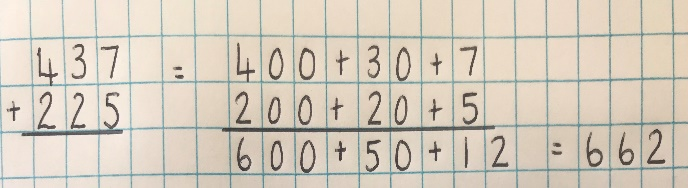 437 = 400 + 30 + 7
+ 225 200 + 20 + 5
600 + 50 + 12 = 662